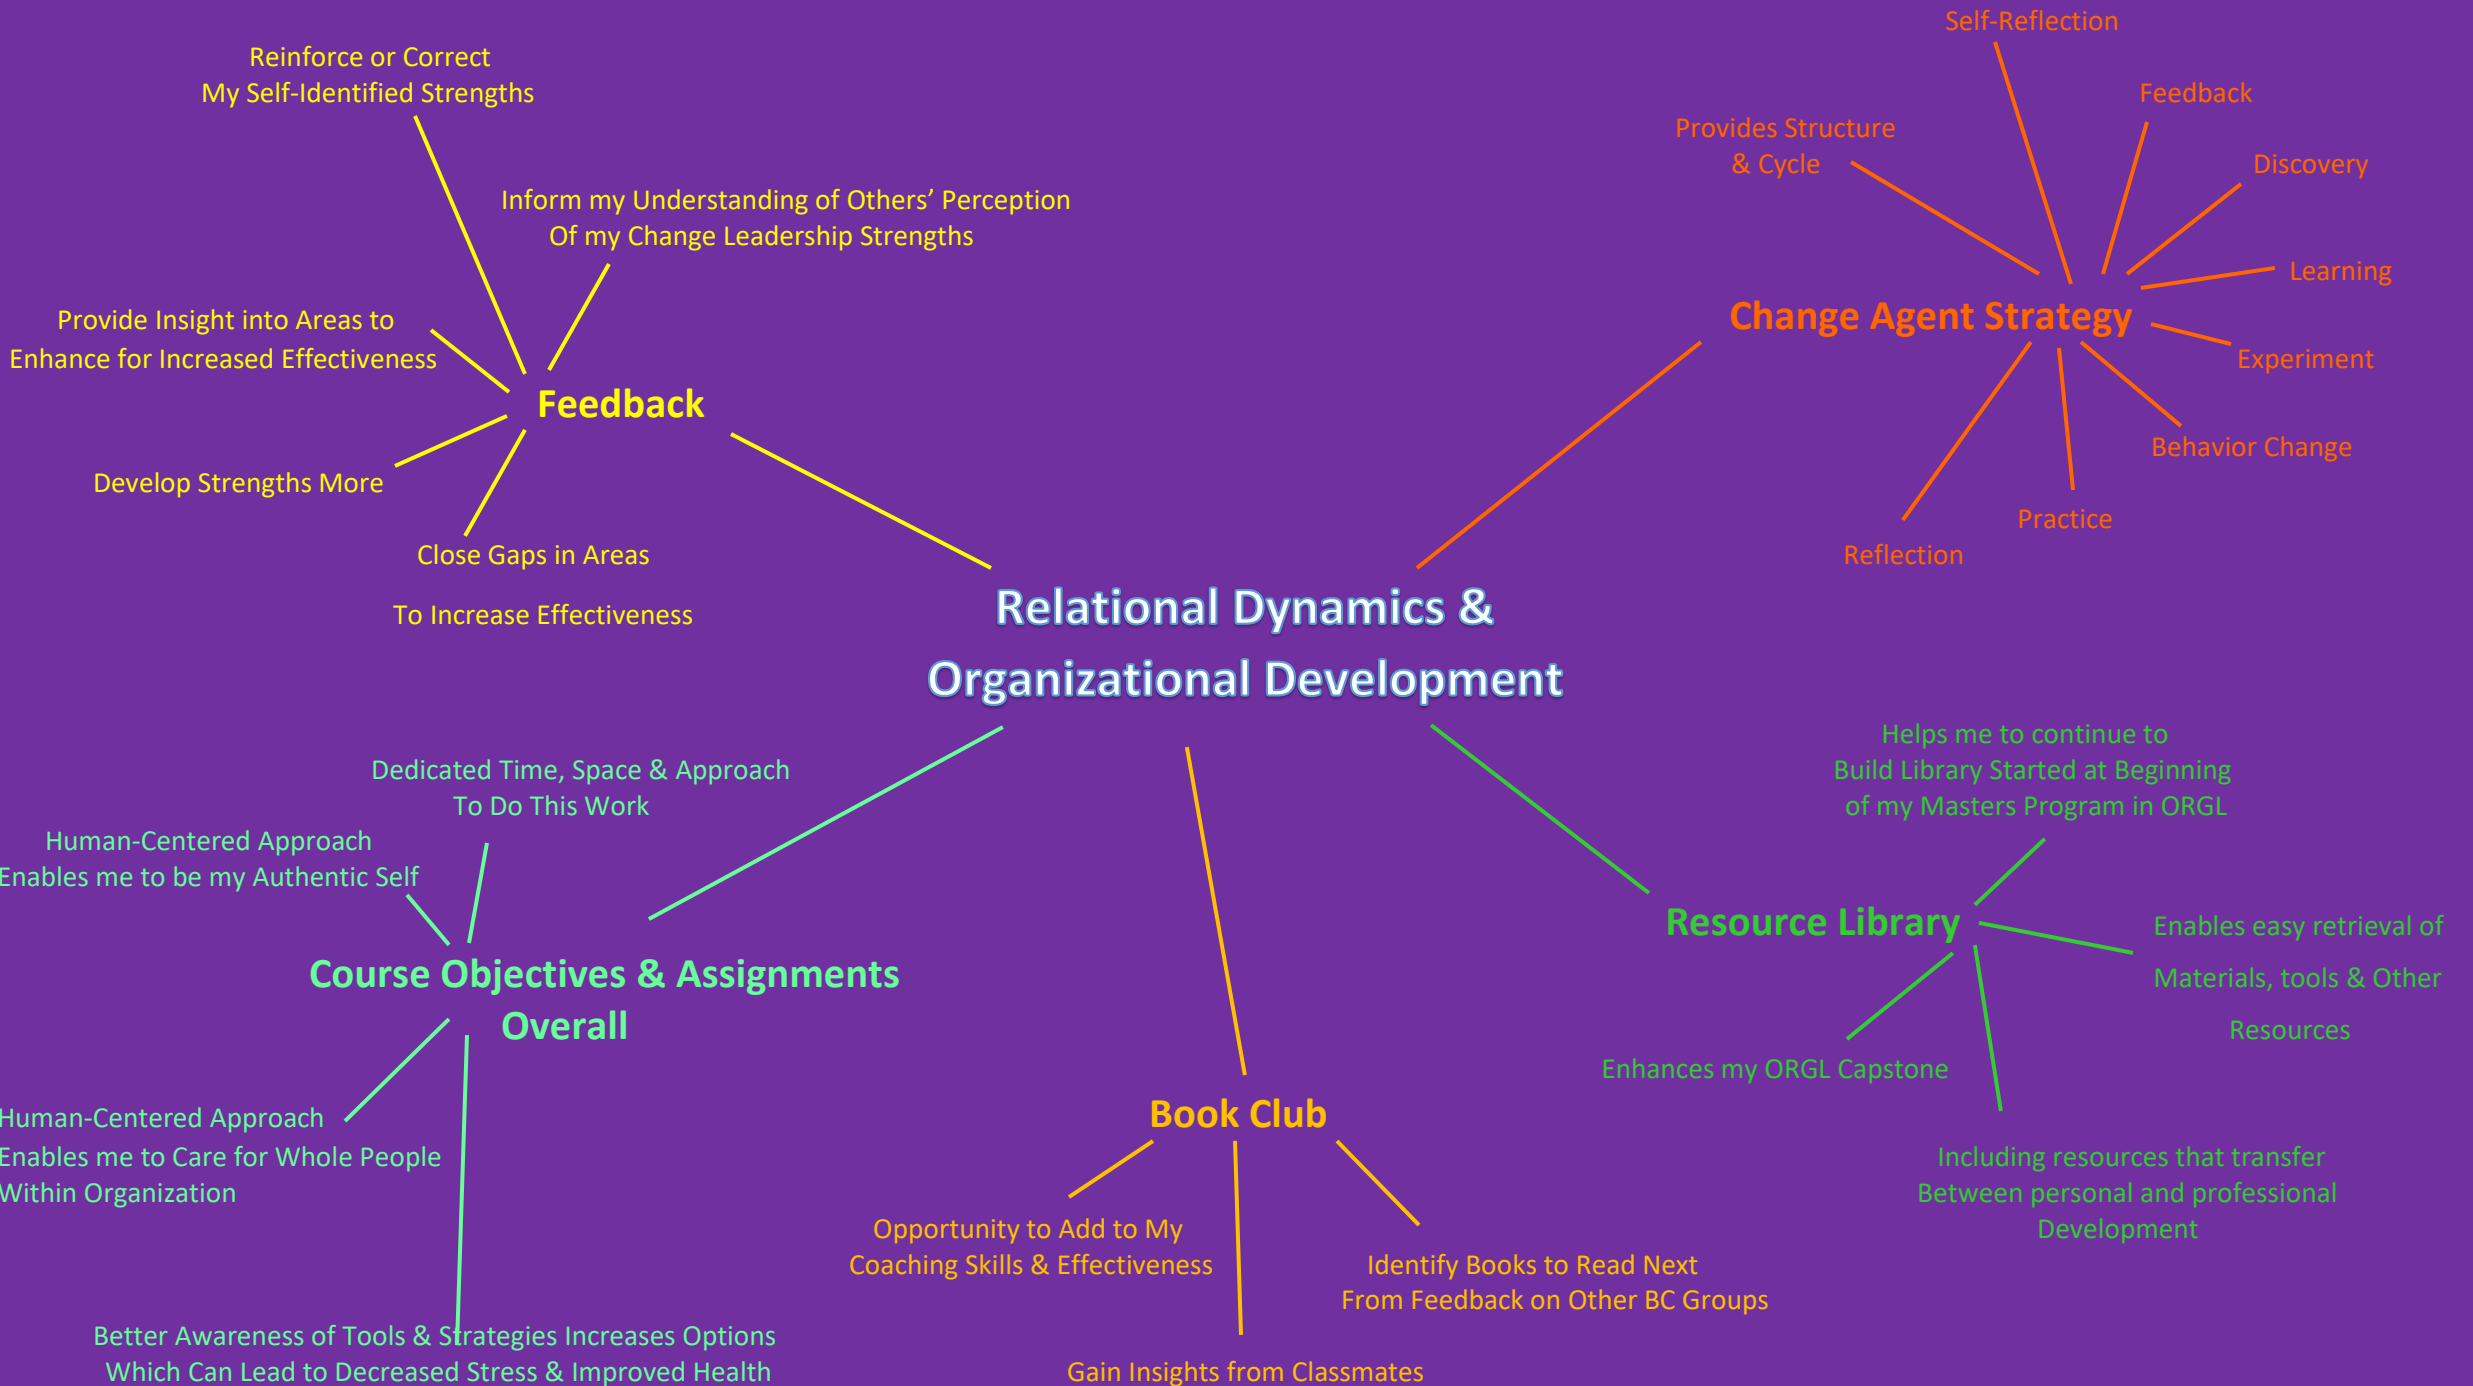 Reinforce or Correct
My Self-Identified Strengths
Inform my Understanding of Others’ Perception
Of my Change Leadership Strengths
Provide Insight into Areas to
Enhance for Increased Effectiveness
Feedback
Develop Strengths More
Close Gaps in Areas
To Increase Effectiveness
Self-Reflection
Feedback
Provides Structure
& Cycle
Discovery
Learning
Change Agent Strategy
Experiment
Behavior Change
Practice
Reflection
Relational Dynamics &
Organizational Development
Dedicated Time, Space & Approach
To Do This Work
Human-Centered Approach
Enables me to be my Authentic Self
Course Objectives & Assignments
Overall
Human-Centered Approach
Enables me to Care for Whole People
Within Organization
Better Awareness of Tools & Strategies Increases Options
Which Can Lead to Decreased Stress & Improved Health
Book Club
Opportunity to Add to My
Coaching Skills & Effectiveness
Identify Books to Read Next
From Feedback on Other BC Groups
Gain Insights from Classmates
Helps me to continue to
Build Library Started at Beginning
of my Masters Program in ORGL
Resource Library
Enables easy retrieval of
Materials, tools & Other
Resources
Enhances my ORGL Capstone
Including resources that transfer
Between personal and professional
Development